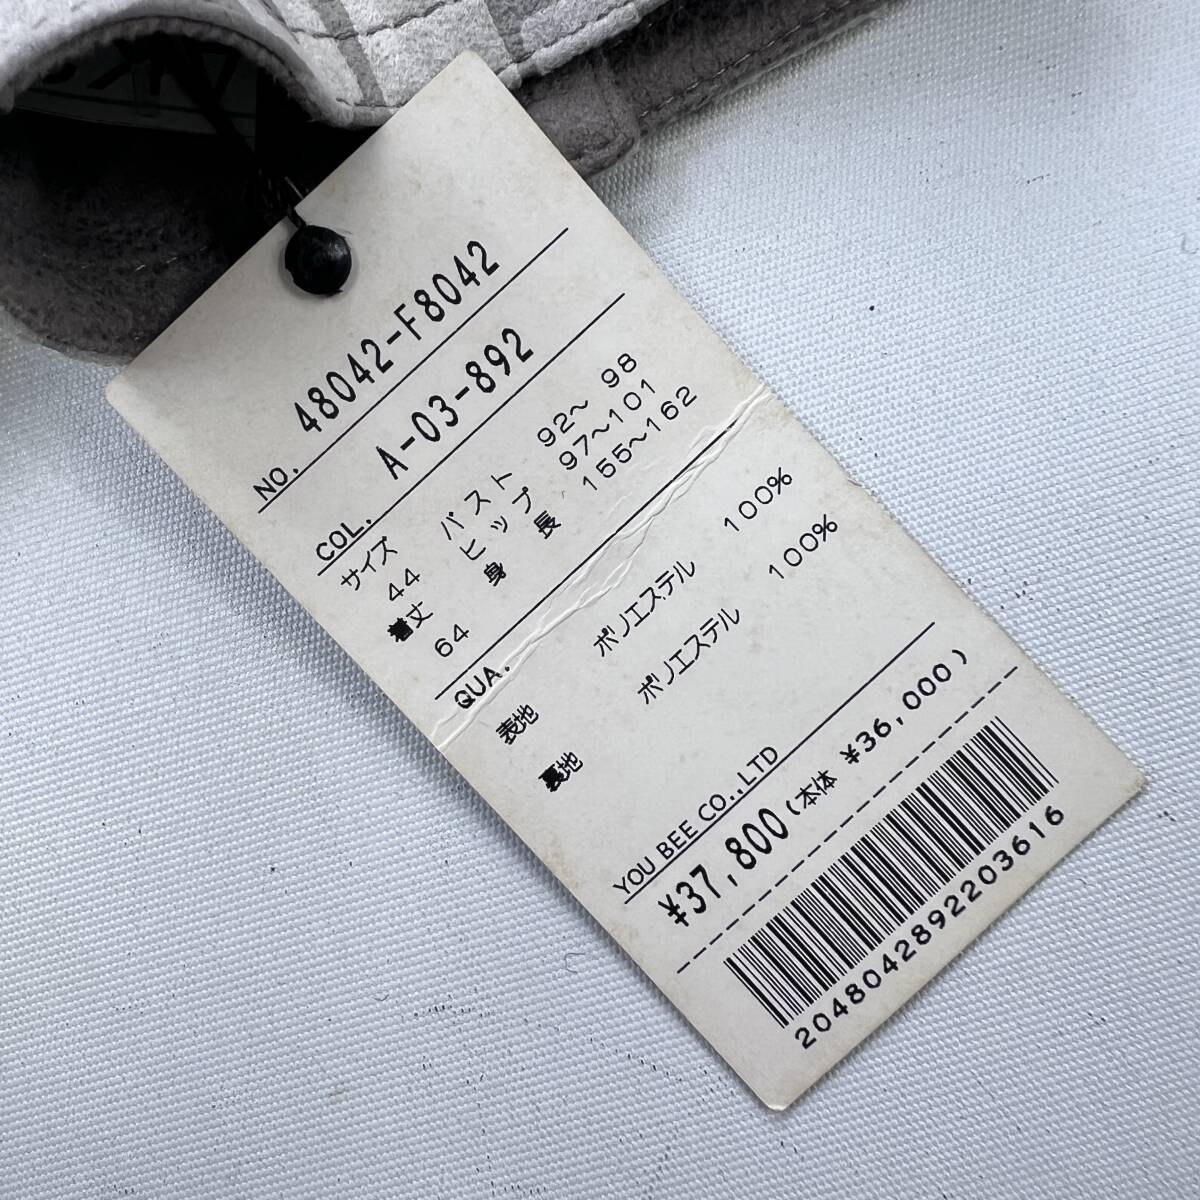 NO. 48042-F8042
COL. A-03-892
サイズ バスト 92〜 98
44 ヒップ 97〜101
着丈 身 長 155〜162
64
QUA.
表地 ポリエステル 100%
裏地 ポリエステル 100%
YOU BEE CO.,LTD
¥37,800(本体 ¥36,000)
2048042892203616